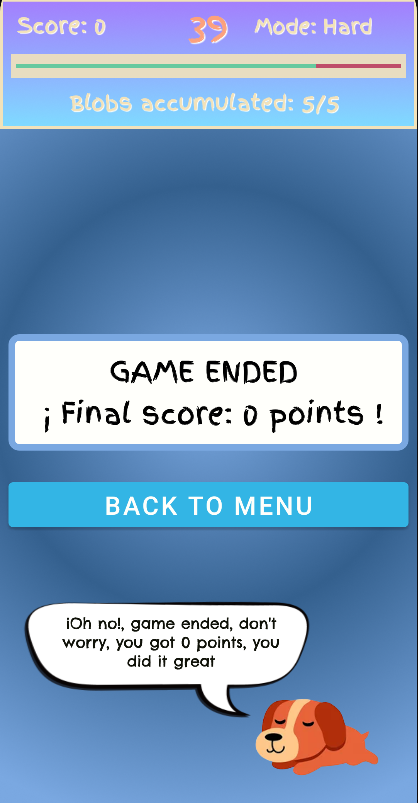 Score: 0 39 Mode: Hard
Blobs accumulated: 5/5
GAME ENDED
¡ Final score: 0 points !
BACK TO MENU
¡Oh no!, game ended, don't
worry, you got 0 points, you
did it great